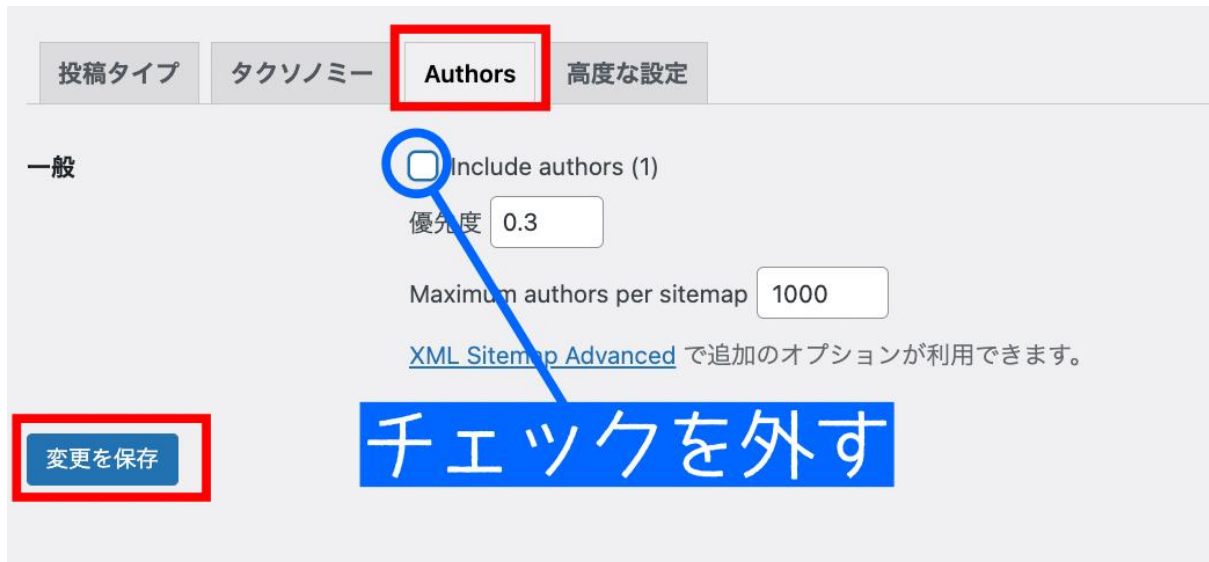 投稿タイプ タクソノミー Authors 高度な設定
一般
Include authors (1)
優先度 0.3
Maximum authors per sitemap 1000
XML Sitemap Advanced で追加のオプションが利用できます。
チェックを外す
変更を保存